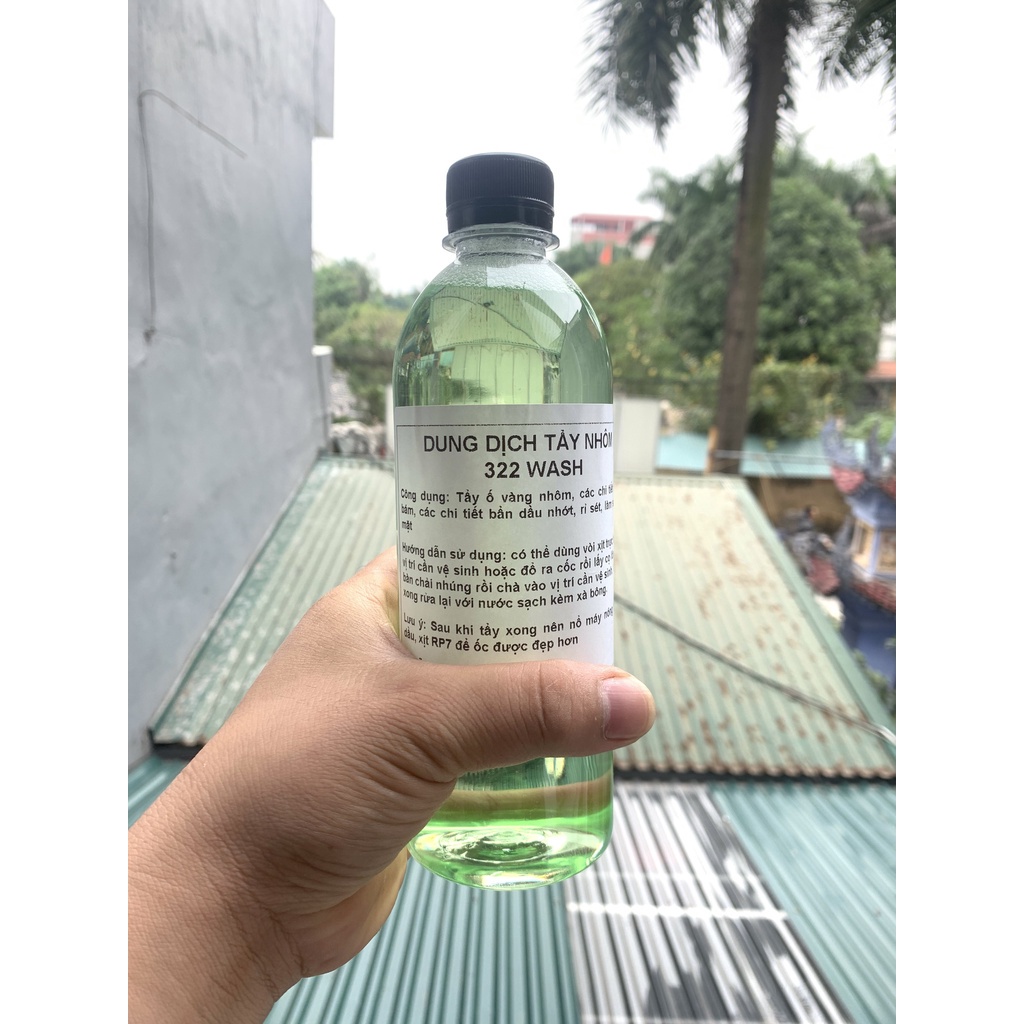 DUNG DỊCH TẨY NHÔM
322 WASH
Công dụng: Tẩy ố vàng nhôm, các chi
bám, các chi tiết bẩn dầu nhớt, rỉ sét,
mặt
Hướng dẫn sử dụng: có thể dùng vòi xịt
vị trí cần vệ sinh hoặc đổ ra cốc rồi lấy
bàn chải nhúng rồi chà vào vị trí cần vệ sinh
xong rửa lại với nước sạch kèm xà bông.
Lưu ý: Sau khi tẩy xong nên nổ máy
dầu, xịt RP7 để ốc được đẹp hơn